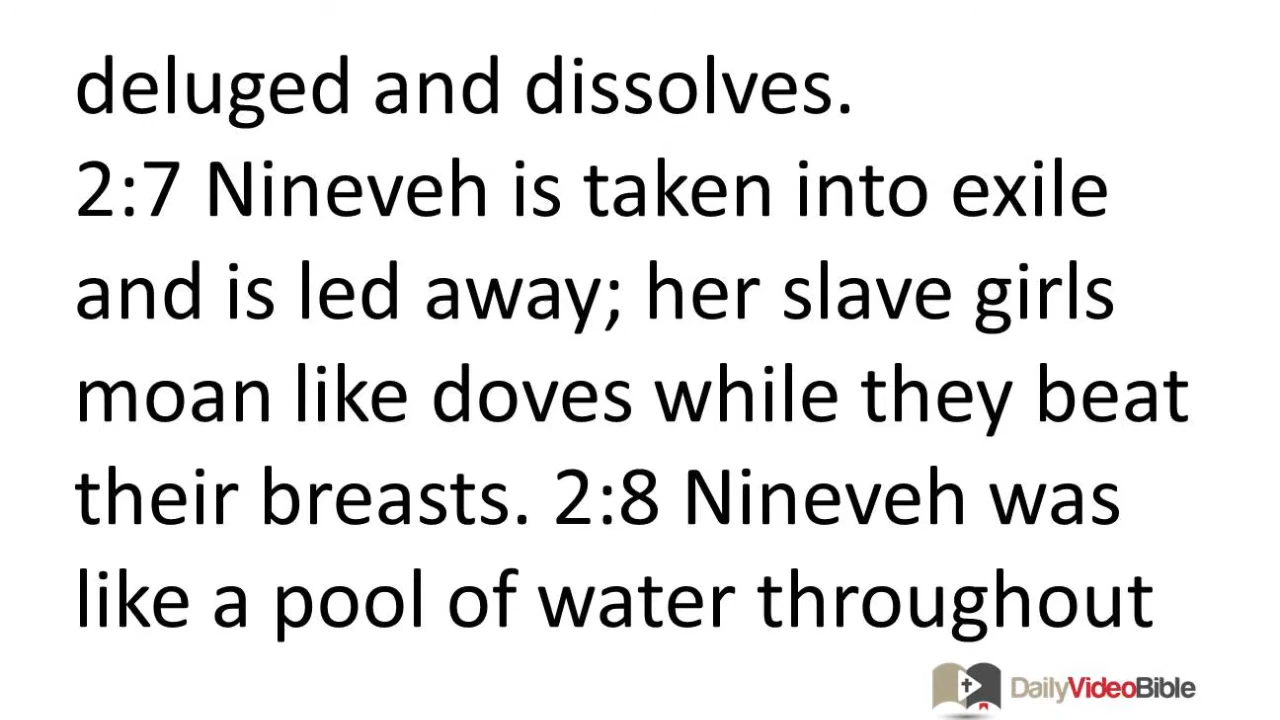 deluged and dissolves.
2:7 Nineveh is taken into exile
and is led away; her slave girls
moan like doves while they beat
their breasts. 2:8 Nineveh was
like a pool of water throughout
DailyVideoBible